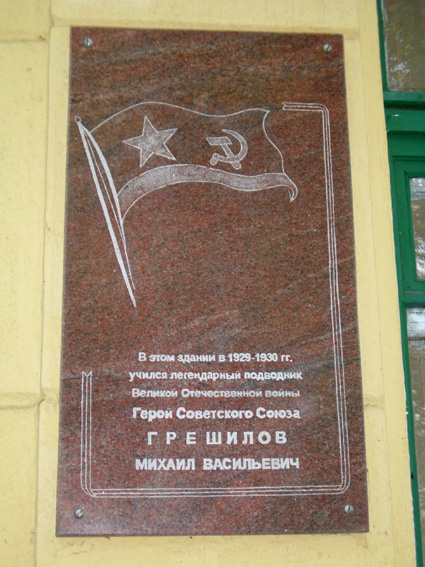 В этом здании в 1929-1930 гг.
учился легендарный подводник
Великой Отечественной войны
Герой Советского Союза
ГРЕШИЛОВ
МИХАИЛ ВАСИЛЬЕВИЧ